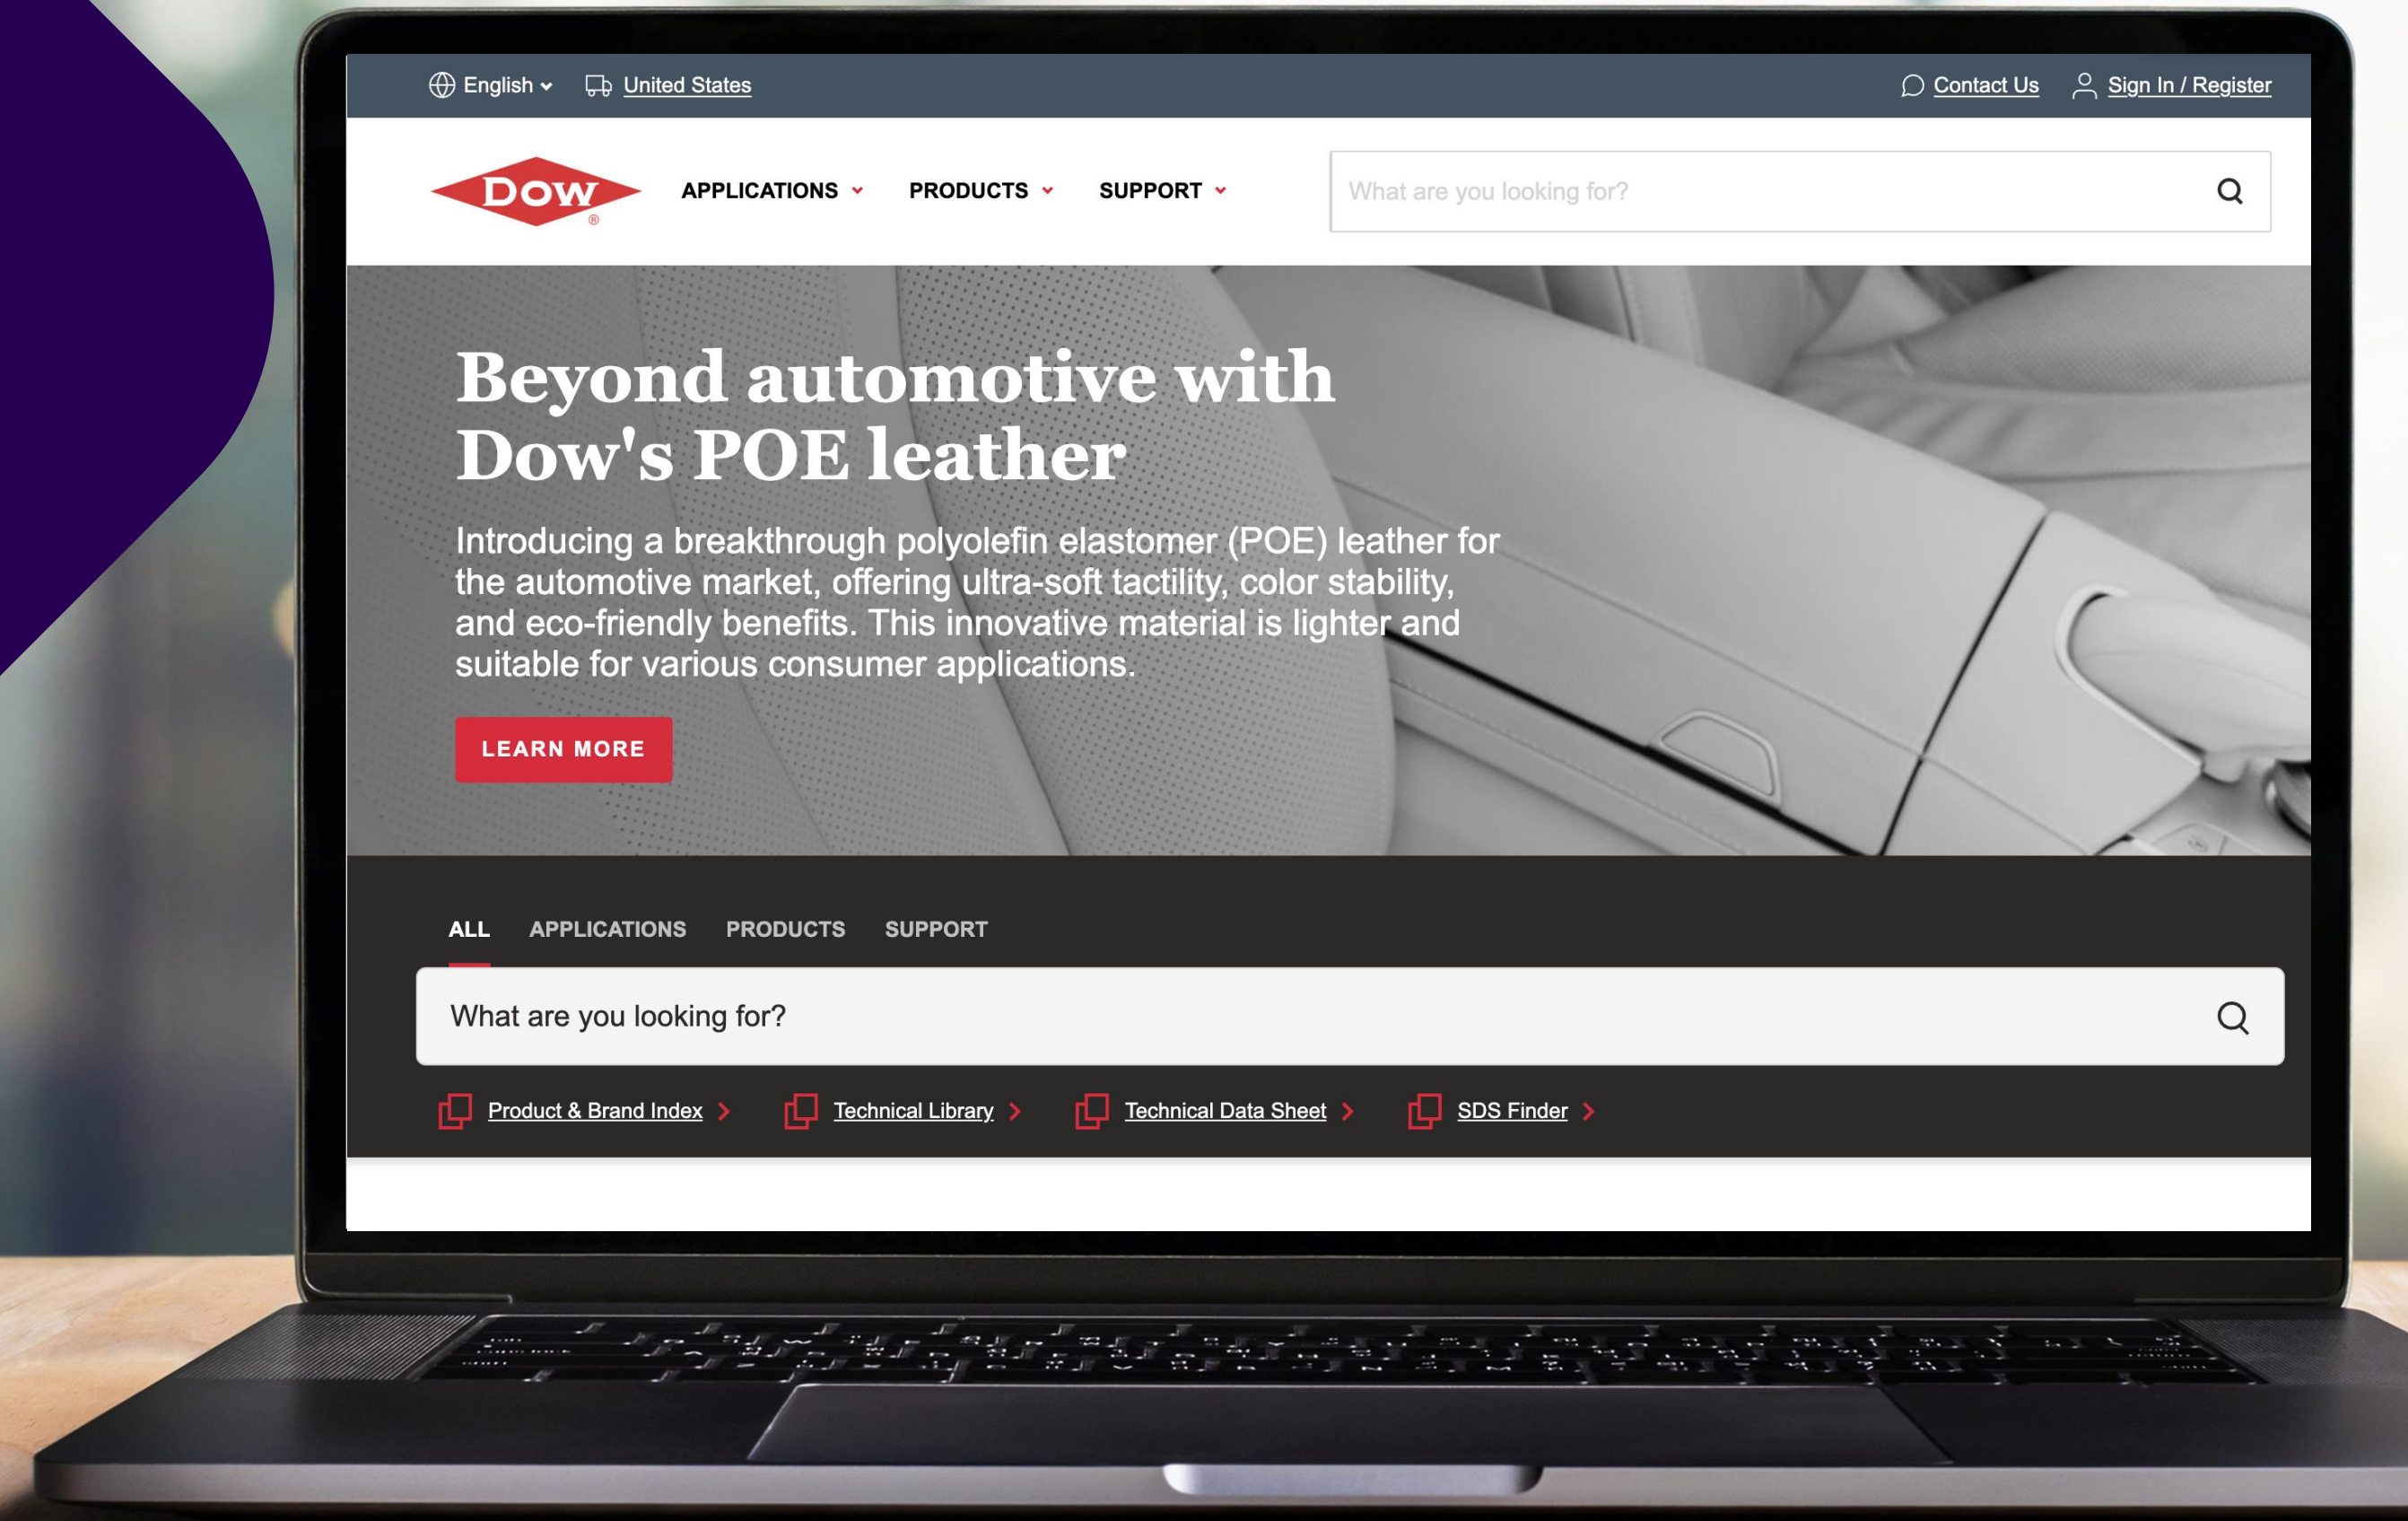 English
United States
Contact Us
Sign In / Register
Dow
®
APPLICATIONS
PRODUCTS
SUPPORT
What are you looking for?
Beyond automotive with
Dow's POE leather
Introducing a breakthrough polyolefin elastomer (POE) leather for
the automotive market, offering ultra-soft tactility, color stability,
and eco-friendly benefits. This innovative material is lighter and
suitable for various consumer applications.
LEARN MORE
ALL APPLICATIONS PRODUCTS SUPPORT
What are you looking for?
Product & Brand Index
Technical Library
Technical Data Sheet
SDS Finder